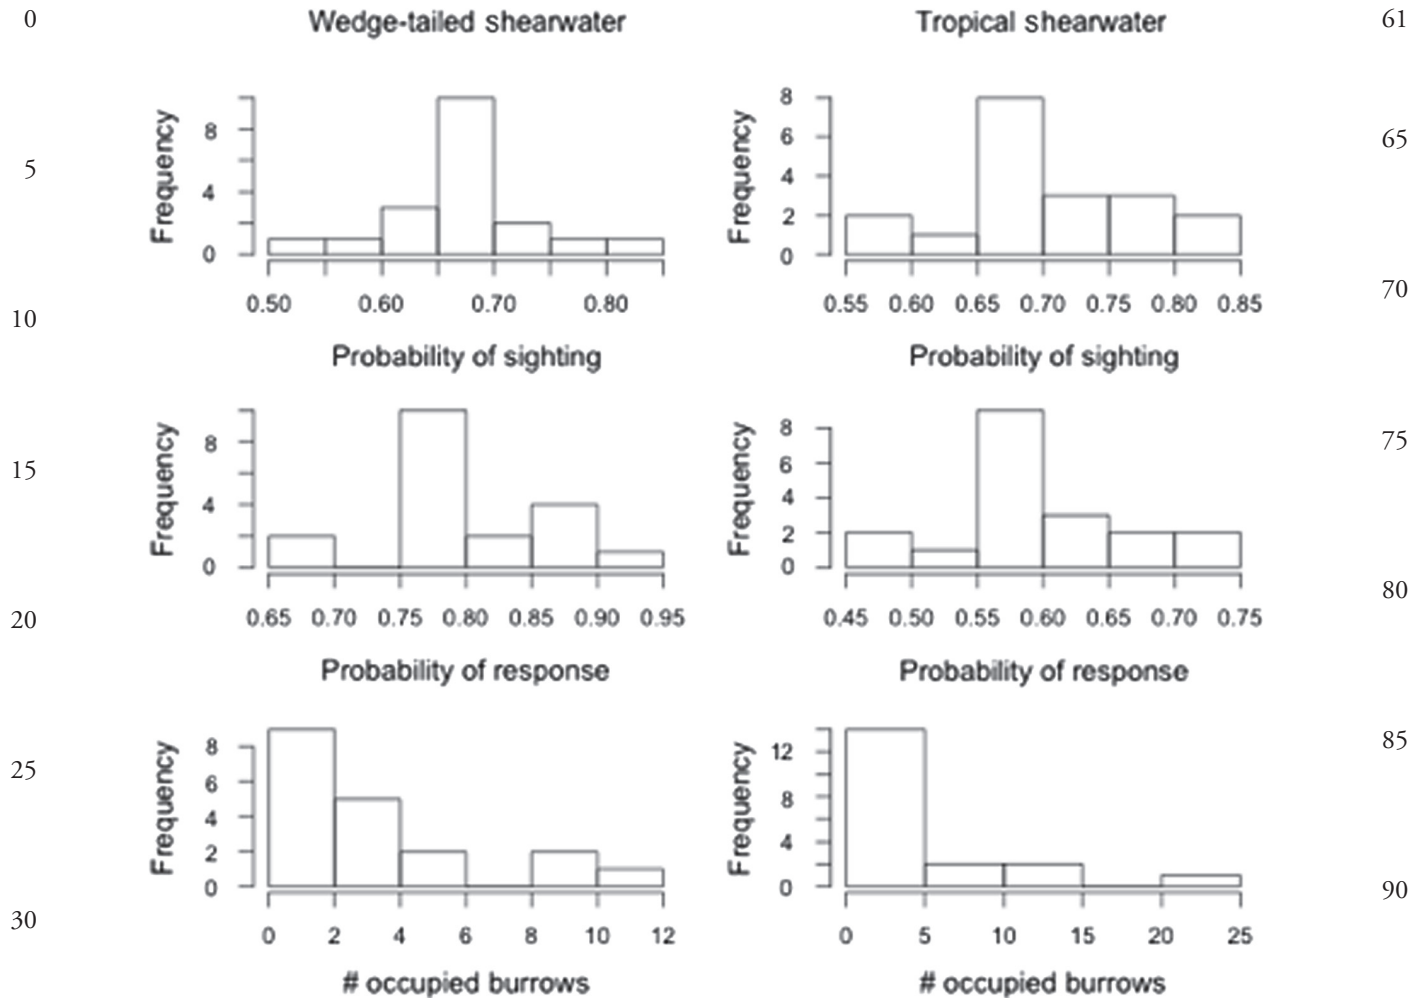 0 Wedge-tailed shearwater Tropical shearwater 61
Frequency 8 4 0 Frequency 8 6 4 2 0
5 65
0.50 0.60 0.70 0.80 0.55 0.60 0.65 0.70 0.75 0.80 0.85
10 70
Probability of sighting Probability of sighting
Frequency 8 4 0 Frequency 8 6 4 2 0
15 75
0.65 0.70 0.75 0.80 0.85 0.90 0.95 0.45 0.50 0.55 0.60 0.65 0.70 0.75
20 80
Probability of response Probability of response
Frequency 8 6 4 2 0 Frequency 12 8 4 0
25 85
0 2 4 6 8 10 12 0 5 10 15 20 25
30 90
# occupied burrows # occupied burrows